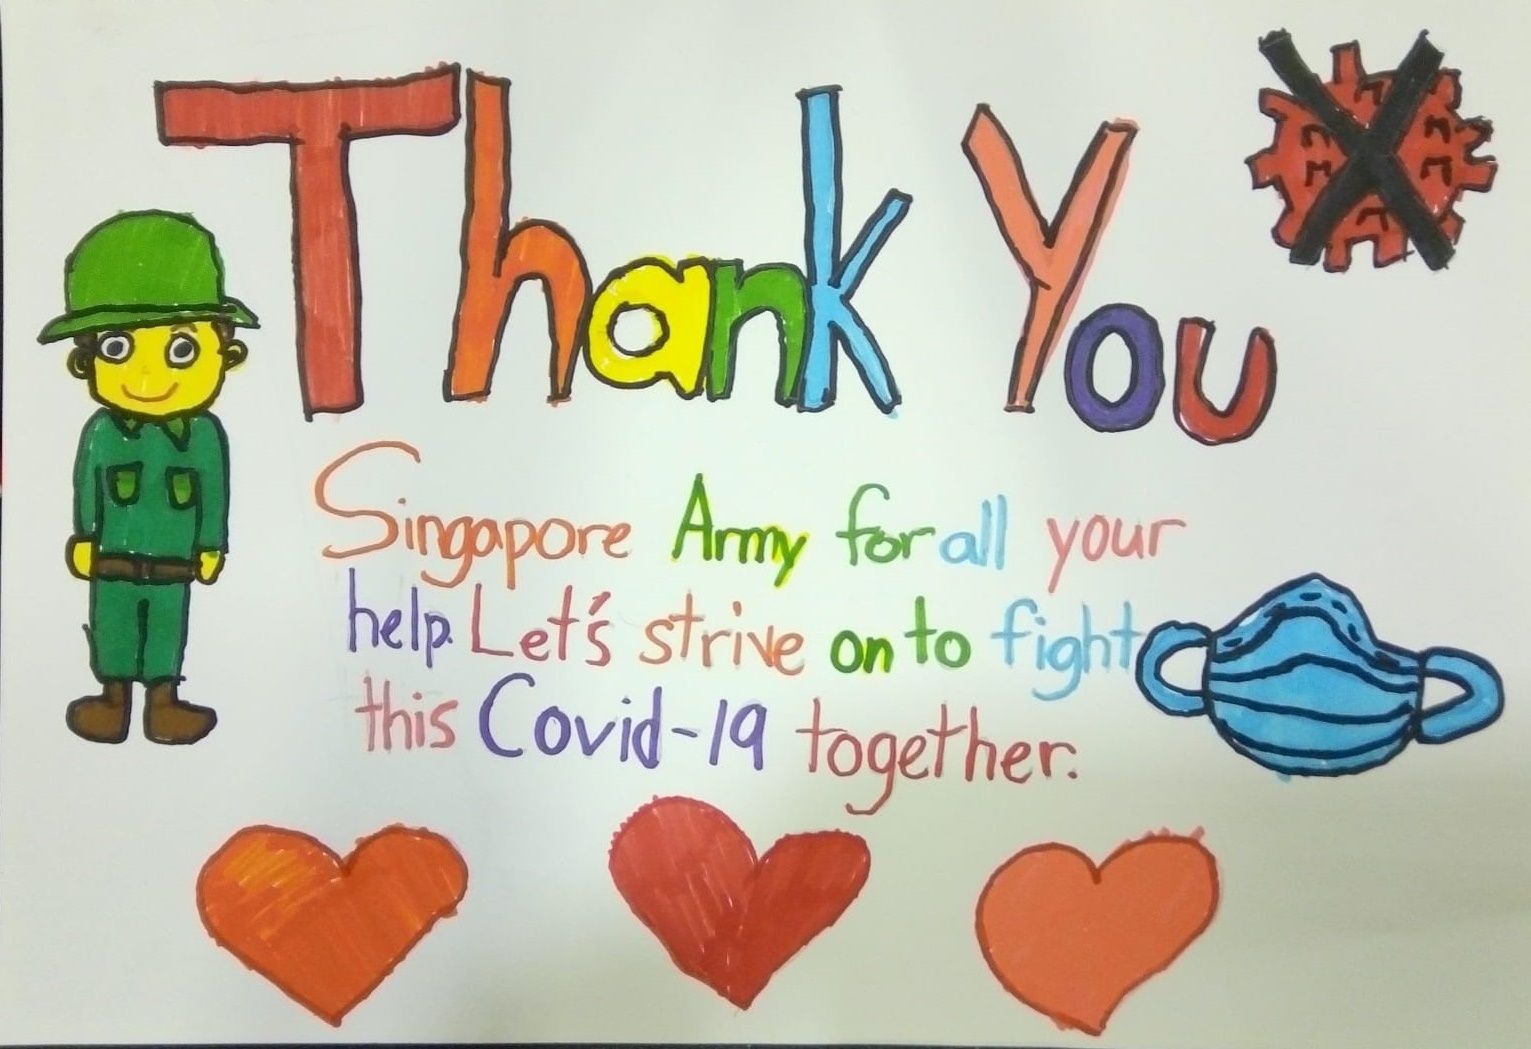 Thank You
Singapore Army for all your
help. Let's strive on to fight
this Covid-19 together.